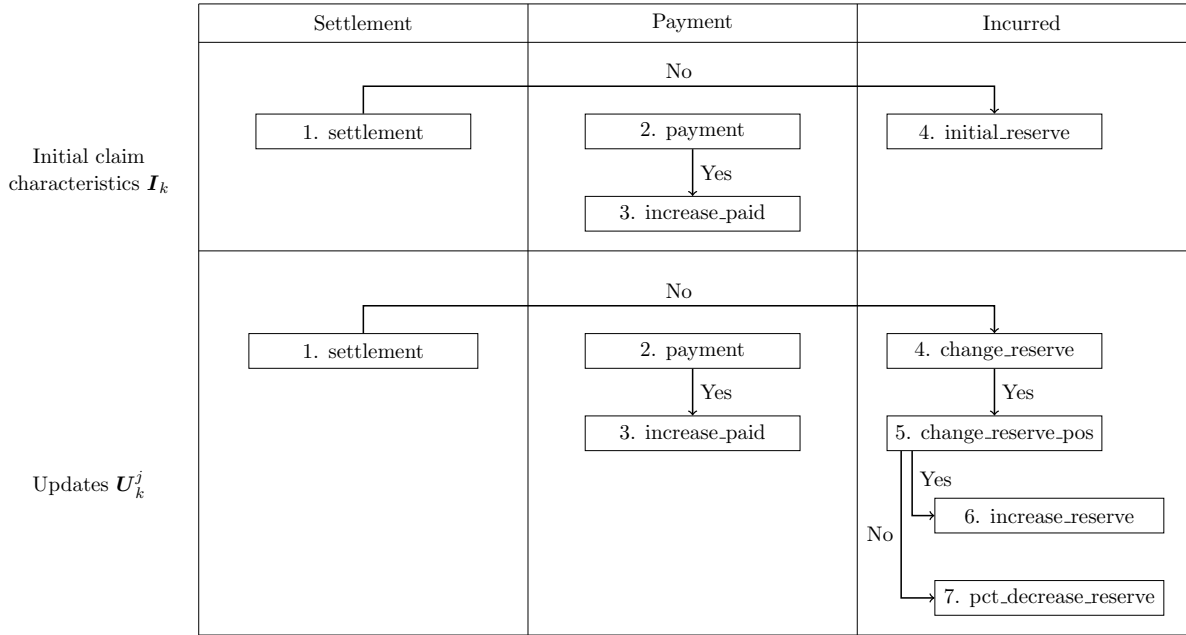 Settlement Payment Incurred
No
1. settlement 2. payment 4. initial_reserve
Initial claim
characteristics I_k
Yes
3. increase_paid
No
1. settlement 2. payment 4. change_reserve
Yes Yes
3. increase_paid 5. change_reserve_pos
Updates U_k^j
Yes
6. increase_reserve
No
7. pct_decrease_reserve